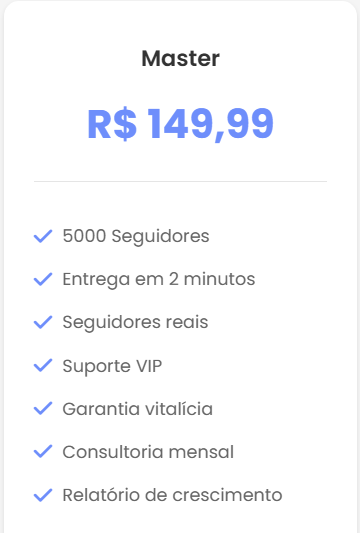 Master
R$ 149,99
5000 Seguidores
Entrega em 2 minutos
Seguidores reais
Suporte VIP
Garantia vitalícia
Consultoria mensal
Relatório de crescimento